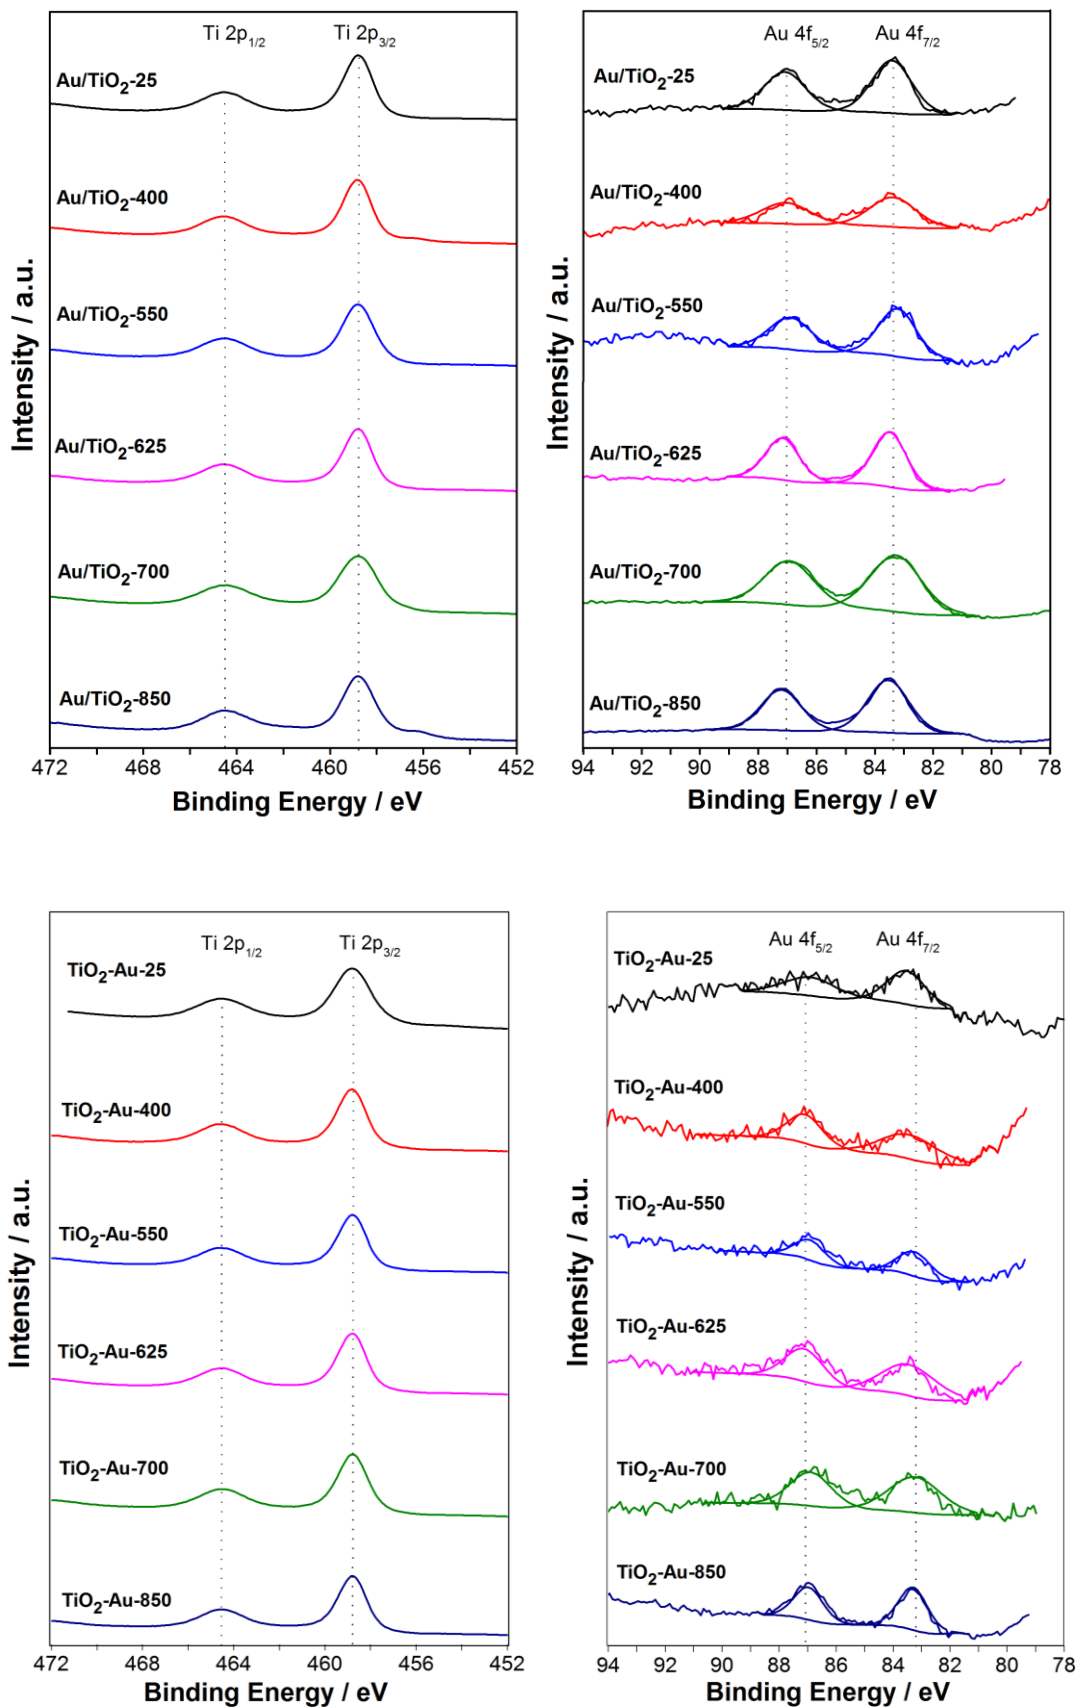 Ti 2p1/2 Ti 2p3/2
Au/TiO2-25
Au/TiO2-400
Au/TiO2-550
Au/TiO2-625
Au/TiO2-700
Au/TiO2-850
Intensity / a.u.
472 468 464 460 456 452
Binding Energy / eV
Au 4f5/2 Au 4f7/2
Au/TiO2-25
Au/TiO2-400
Au/TiO2-550
Au/TiO2-625
Au/TiO2-700
Au/TiO2-850
Intensity / a.u.
94 92 90 88 86 84 82 80 78
Binding Energy / eV
Ti 2p1/2 Ti 2p3/2
TiO2-Au-25
TiO2-Au-400
TiO2-Au-550
TiO2-Au-625
TiO2-Au-700
TiO2-Au-850
Intensity / a.u.
472 468 464 460 456 452
Binding Energy / eV
Au 4f5/2 Au 4f7/2
TiO2-Au-25
TiO2-Au-400
TiO2-Au-550
TiO2-Au-625
TiO2-Au-700
TiO2-Au-850
Intensity / a.u.
94 92 90 88 86 84 82 80 78
Binding Energy / eV